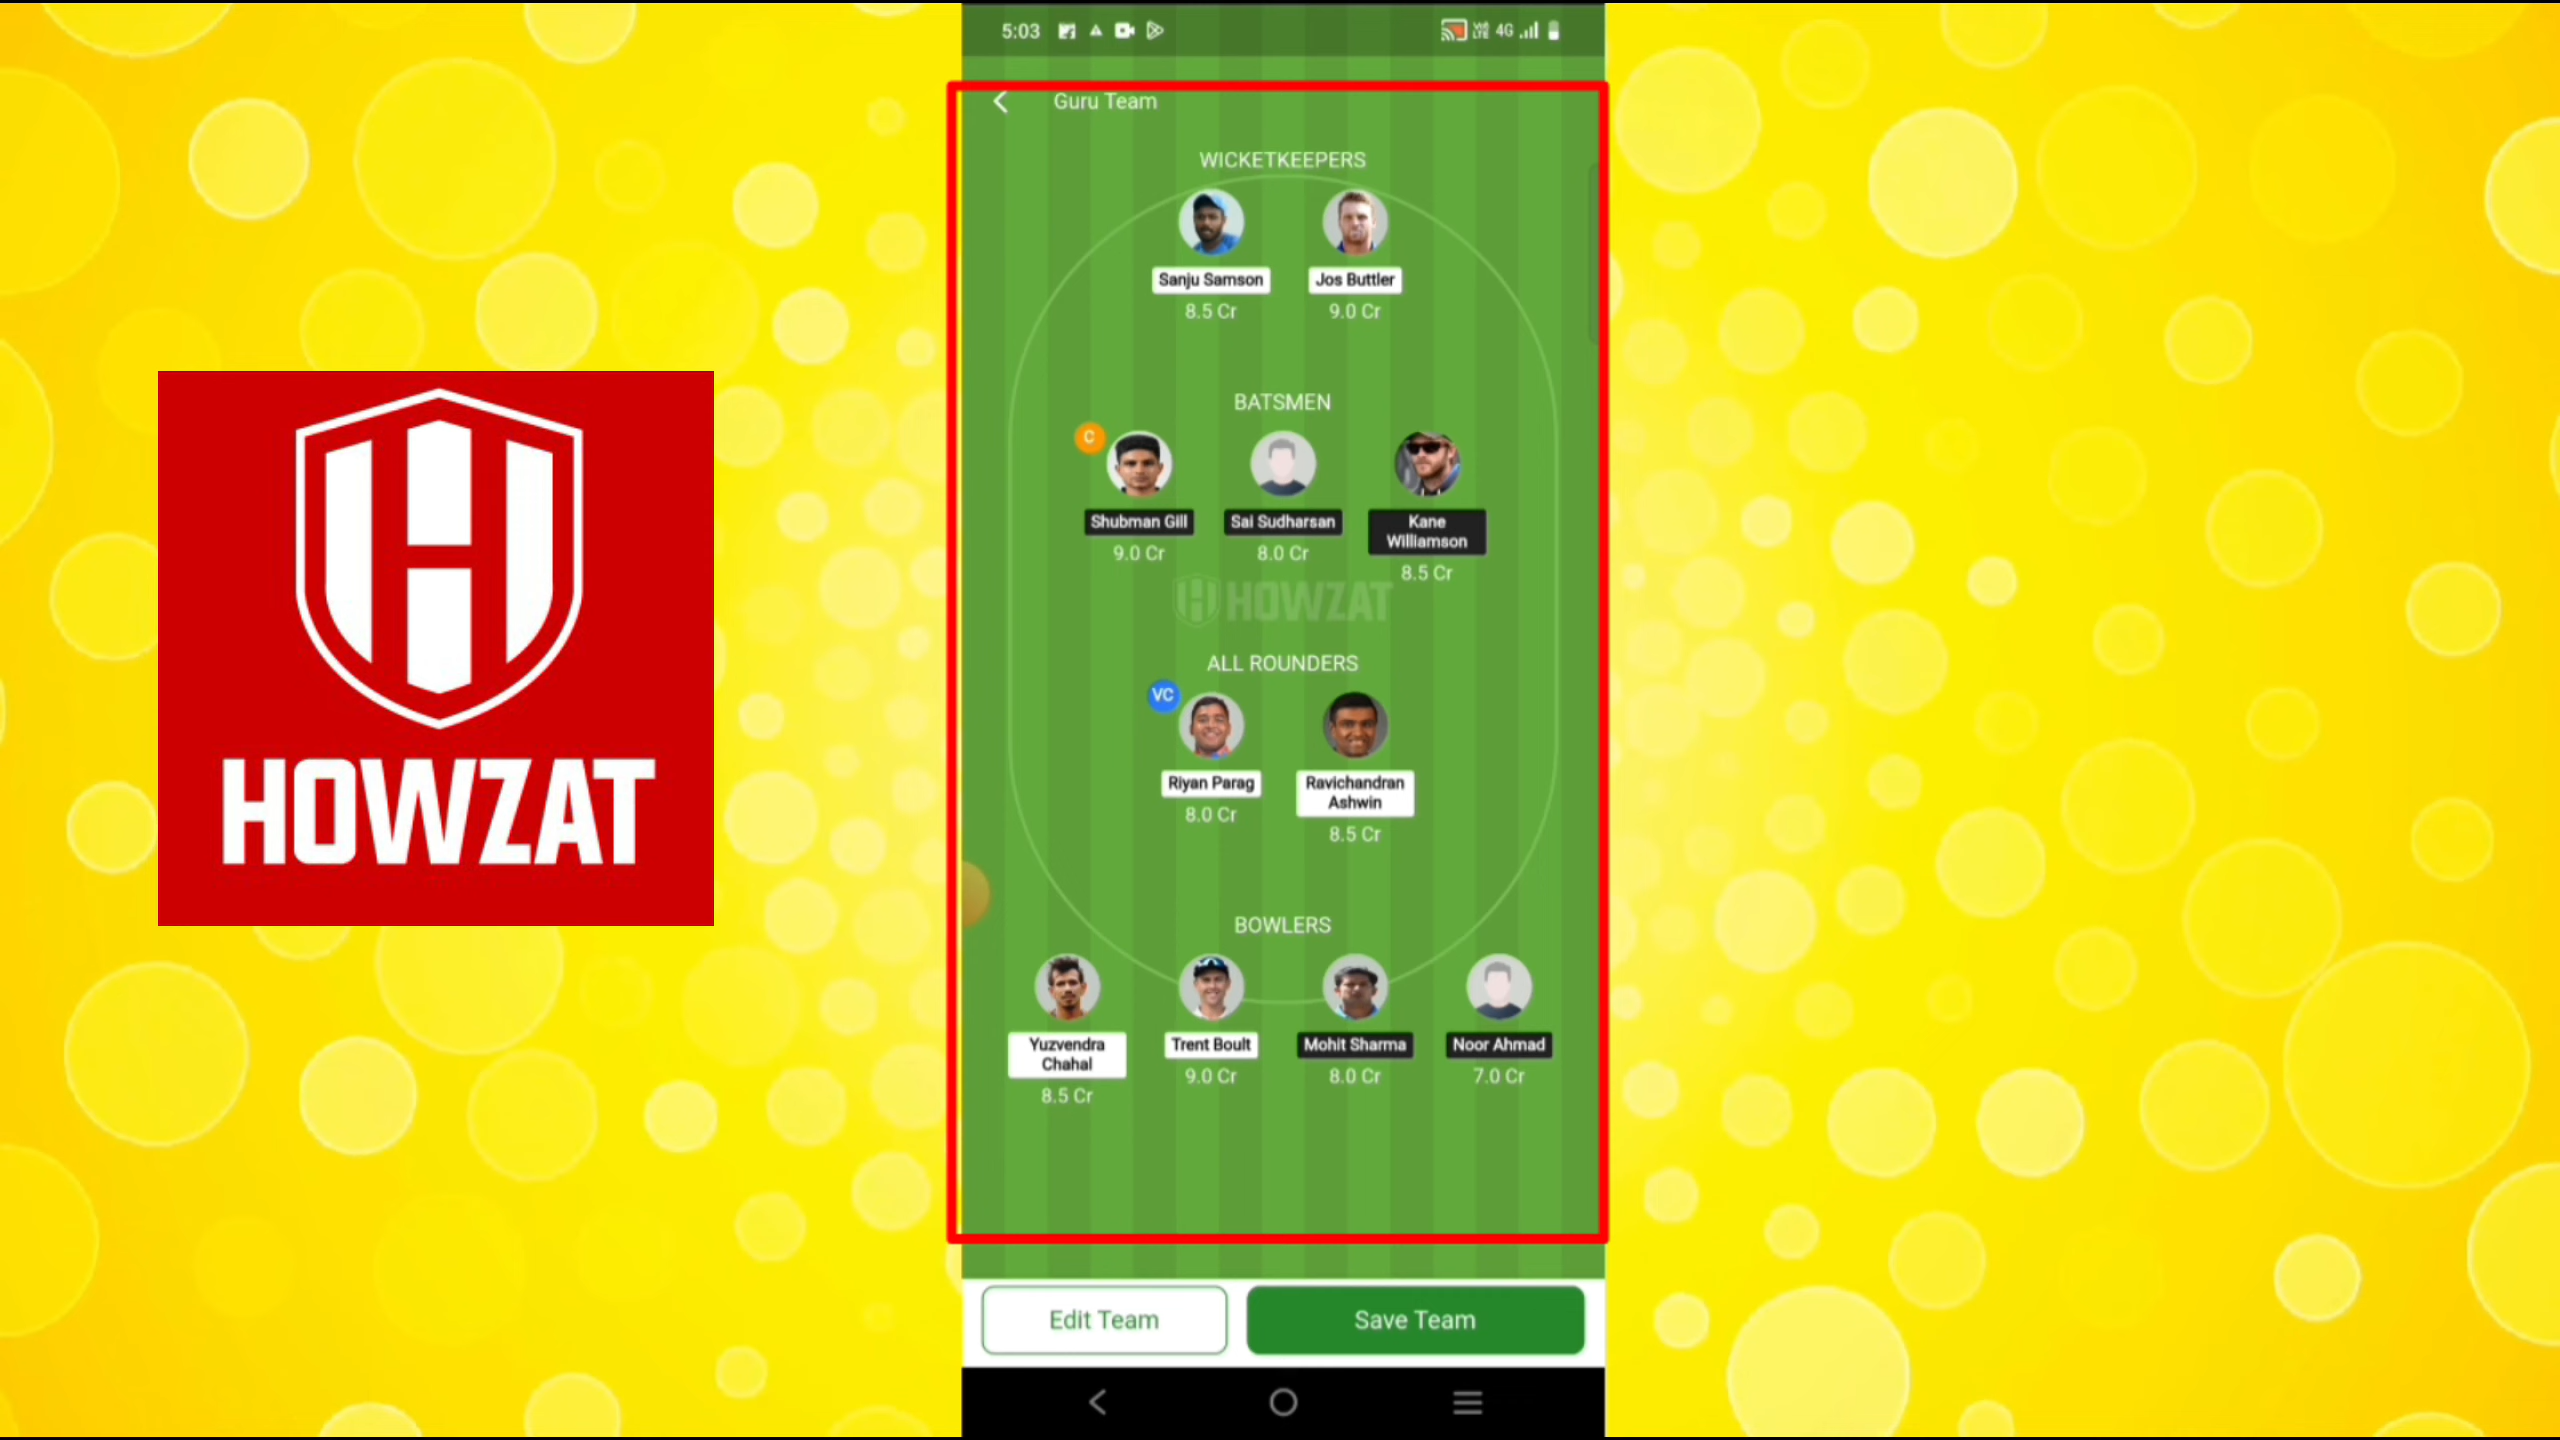 5:03
VoLTE 4G
Guru Team
WICKETKEEPERS
Sanju Samson
Jos Buttler
8.5 Cr
9.0 Cr
BATSMEN
C
Shubman Gill
Sai Sudharsan
Kane
Williamson
9.0 Cr
8.0 Cr
8.5 Cr
HOWZAT
ALL ROUNDERS
VC
Riyan Parag
Ravichandran
Ashwin
8.0 Cr
8.5 Cr
BOWLERS
Yuzvendra
Chahal
Trent Boult
Mohit Sharma
Noor Ahmad
8.5 Cr
9.0 Cr
8.0 Cr
7.0 Cr
Edit Team
Save Team
HOWZAT